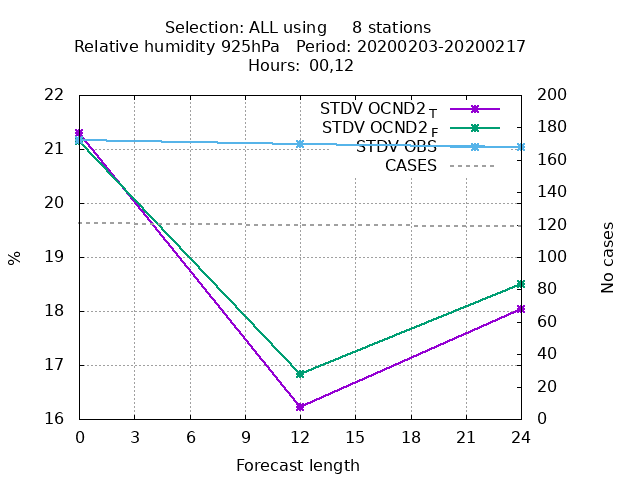 Selection: ALL using     8 stations
Relative humidity 925hPa   Period: 20200203-20200217
Hours: 00,12
22 200
STDV OCND2 T
180
STDV OCND2 F
21 STDV OBS
160
CASES
140
20
120
%
19 100
No cases
80
18
60
17 40
20
16 0
0 3 6 9 12 15 18 21 24
Forecast length